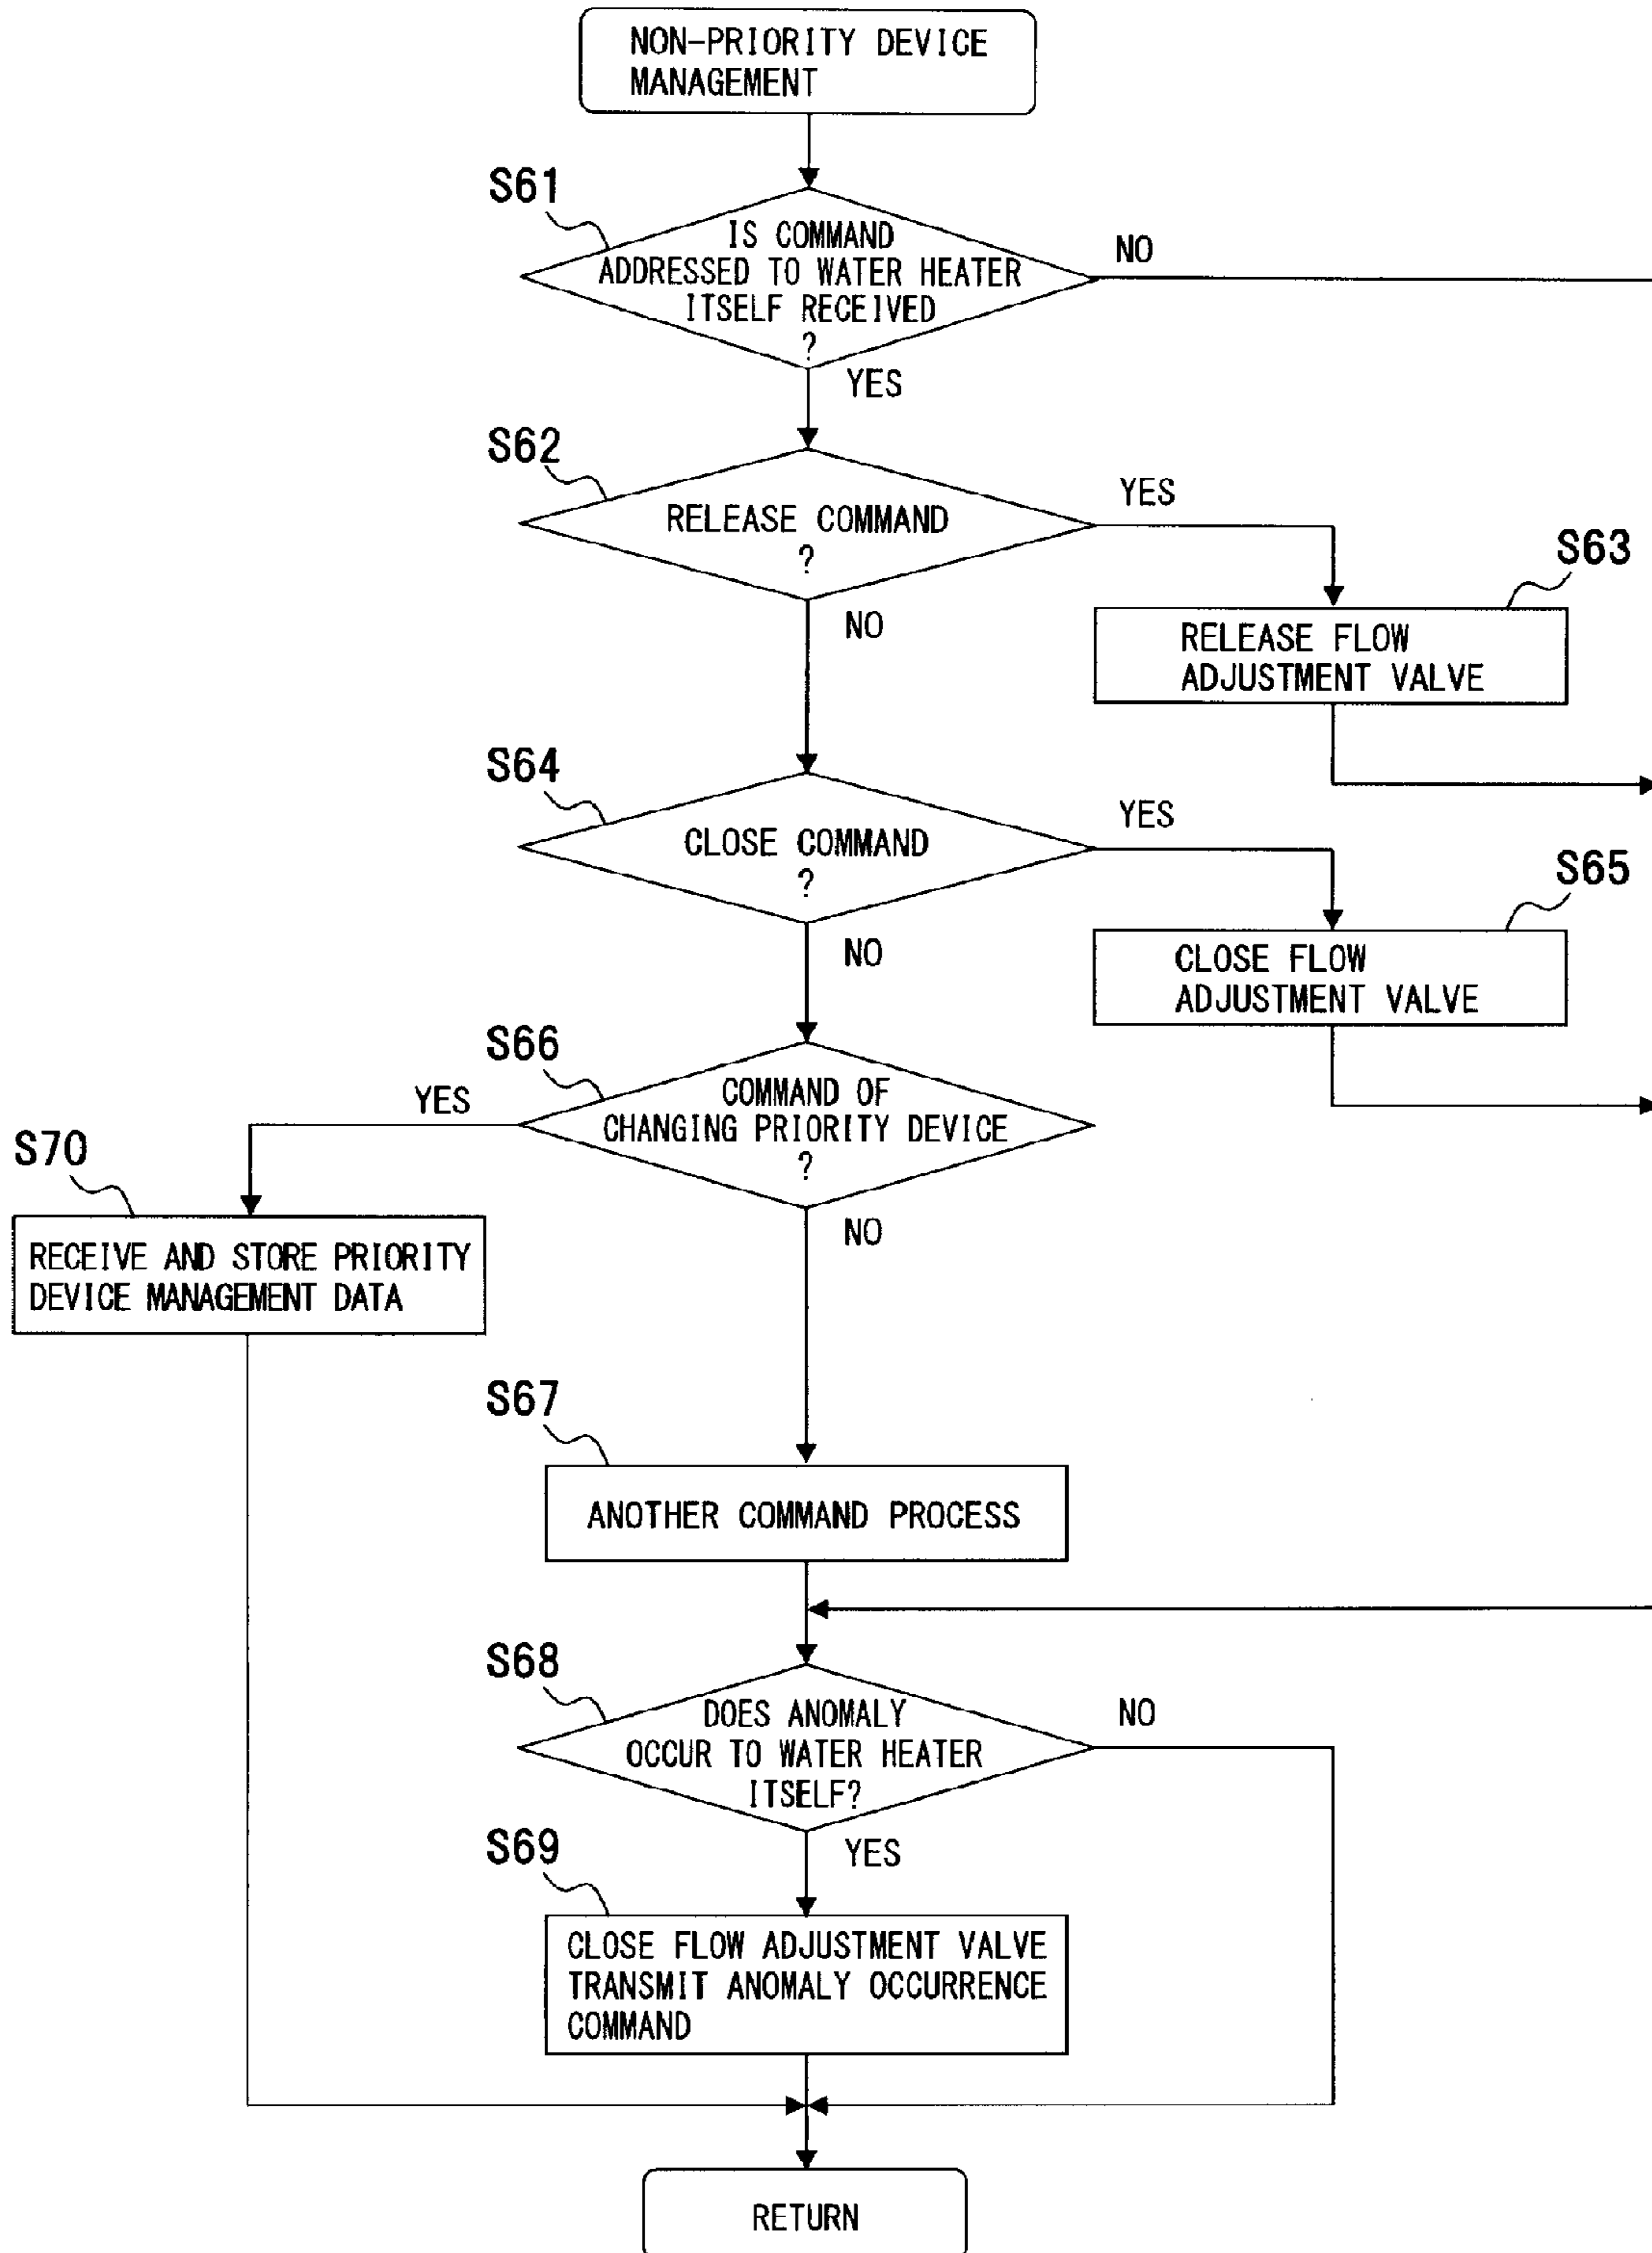 NON-PRIORITY DEVICE
MANAGEMENT
S61
IS COMMAND
ADDRESSED TO WATER HEATER
ITSELF RECEIVED
?
NO
YES
S62
RELEASE COMMAND
?
YES
NO
S63
RELEASE FLOW
ADJUSTMENT VALVE
S64
CLOSE COMMAND
?
YES
NO
S65
CLOSE FLOW
ADJUSTMENT VALVE
S66
COMMAND OF
CHANGING PRIORITY DEVICE
?
YES
NO
S70
RECEIVE AND STORE PRIORITY
DEVICE MANAGEMENT DATA
S67
ANOTHER COMMAND PROCESS
S68
DOES ANOMALY
OCCUR TO WATER HEATER
ITSELF?
NO
YES
S69
CLOSE FLOW ADJUSTMENT VALVE
TRANSMIT ANOMALY OCCURRENCE
COMMAND
RETURN